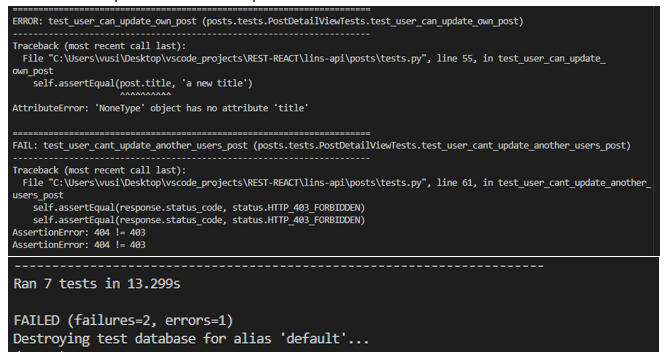 ======================================================================
ERROR: test_user_can_update_own_post (posts.tests.PostDetailViewTests.test_user_can_update_own_post)
----------------------------------------------------------------------
Traceback (most recent call last):
  File "C:\Users\vusi\Desktop\vscode_projects\REST-REACT\lins-api\posts\tests.py", line 55, in test_user_can_update_
own_post
    self.assertEqual(post.title, 'a new title')
                     ^^^^^^^^^^
AttributeError: 'NoneType' object has no attribute 'title'

======================================================================
FAIL: test_user_cant_update_another_users_post (posts.tests.PostDetailViewTests.test_user_cant_update_another_users_post)
----------------------------------------------------------------------
Traceback (most recent call last):
  File "C:\Users\vusi\Desktop\vscode_projects\REST-REACT\lins-api\posts\tests.py", line 61, in test_user_cant_update_another_
users_post
    self.assertEqual(response.status_code, status.HTTP_403_FORBIDDEN)
    self.assertEqual(response.status_code, status.HTTP_403_FORBIDDEN)
AssertionError: 404 != 403
AssertionError: 404 != 403
----------------------------------------------------------------------
Ran 7 tests in 13.299s

FAILED (failures=2, errors=1)
Destroying test database for alias 'default'...